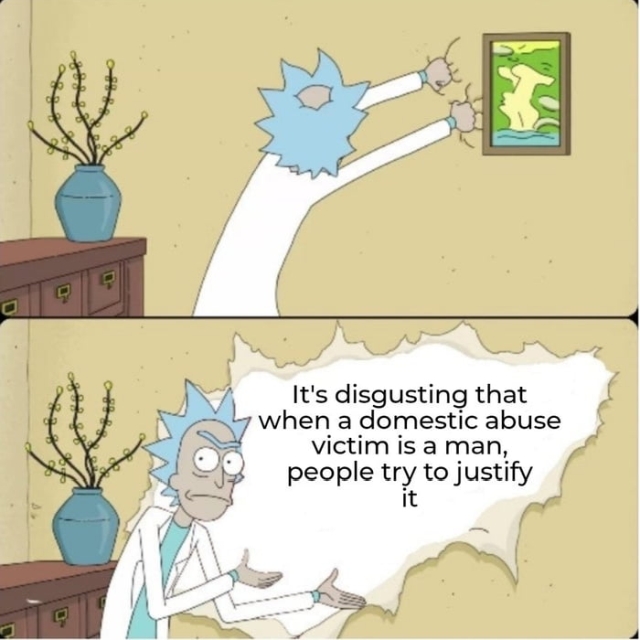 It's disgusting that
when a domestic abuse
victim is a man,
people try to justify
it